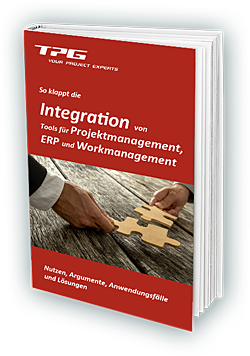 TPG
YOUR PROJECT EXPERTS
So klappt die
Integration von
Tools für Projektmanagement,
ERP und Workmanagement
Nutzen, Argumente, Anwendungsfälle
und Lösungen